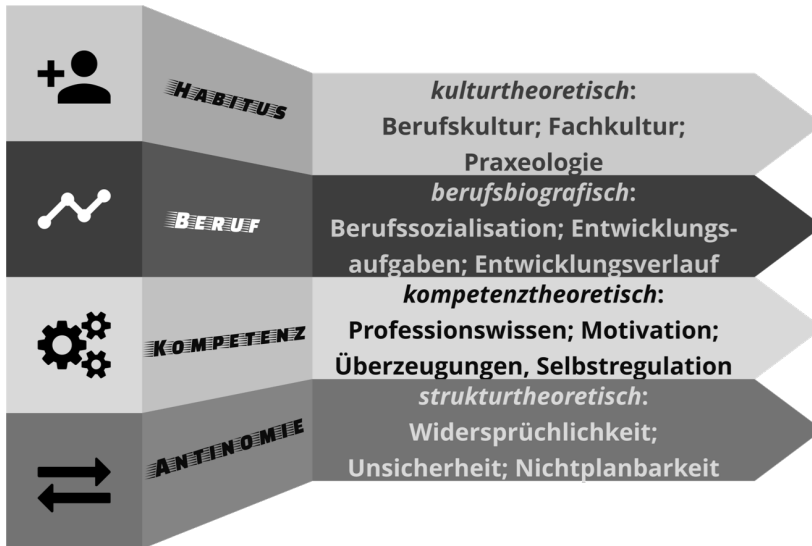 HABITUS
kulturtheoretisch:
Berufskultur; Fachkultur;
Praxeologie
BERUF
berufsbiografisch:
Berufssozialisation; Entwicklungs-
aufgaben; Entwicklungsverlauf
KOMPETENZ
kompetenztheoretisch:
Professionswissen; Motivation;
Überzeugungen, Selbstregulation
ANTINOMIE
strukturtheoretisch:
Widersprüchlichkeit;
Unsicherheit; Nichtplanbarkeit